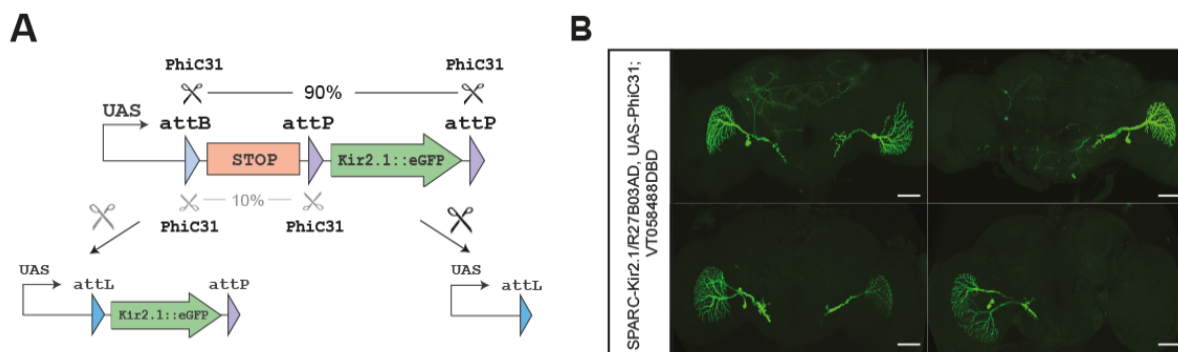 A
PhiC31 PhiC31
90%
UAS
attB attP attP
STOP Kir2.1::eGFP
10%
PhiC31 PhiC31
UAS
attL attP
Kir2.1::eGFP
UAS
attL
B
SPARC-Kir2.1/R27B03AD, UAS-PhiC31;
VT058488DBD